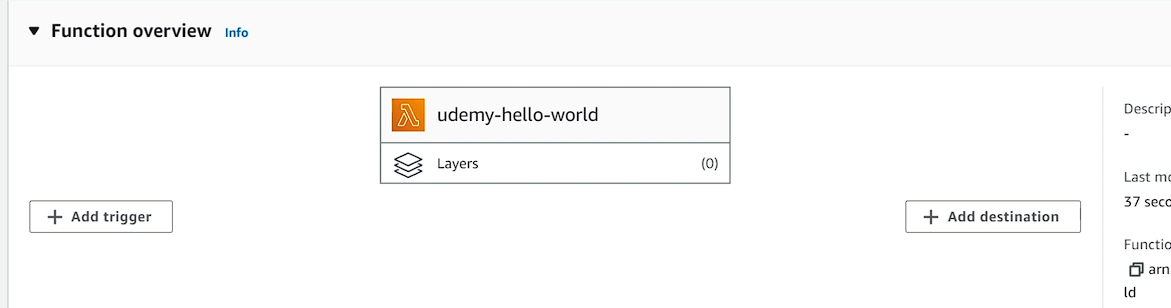 Function overview Info
udemy-hello-world
Layers (0)
Add trigger
Add destination
Descrip
-
Last mo
37 seco
Functio
arn
ld